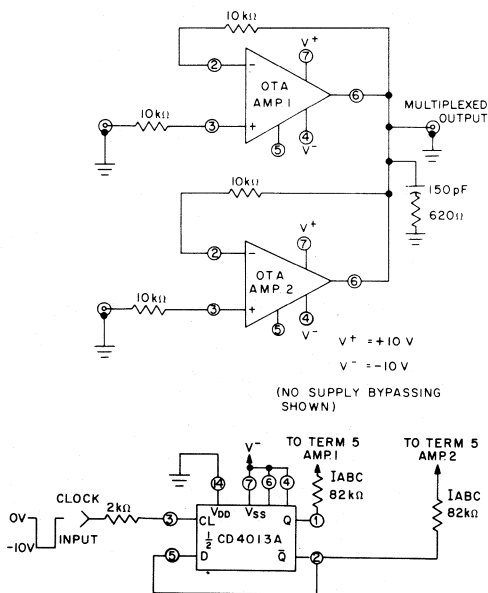 10kΩ
V+
7
2
−
OTA
AMP.1
6
10kΩ
3
+
5
4
V−
MULTIPLEXED
OUTPUT
10kΩ
150 pF
620Ω
V+
7
2
−
OTA
AMP.2
6
10kΩ
3
+
5
4
V−
V+ = +10 V
V− = −10 V
(NO SUPPLY BYPASSING
SHOWN)
V−
TO TERM 5
AMP.1
TO TERM 5
AMP.2
14
7
6
4
IABC
82kΩ
IABC
82kΩ
0V
−10V
CLOCK
INPUT
2kΩ
3
CL
VDD
VSS
Q
1
1/2 CD4013A
5
D
Q̅
2